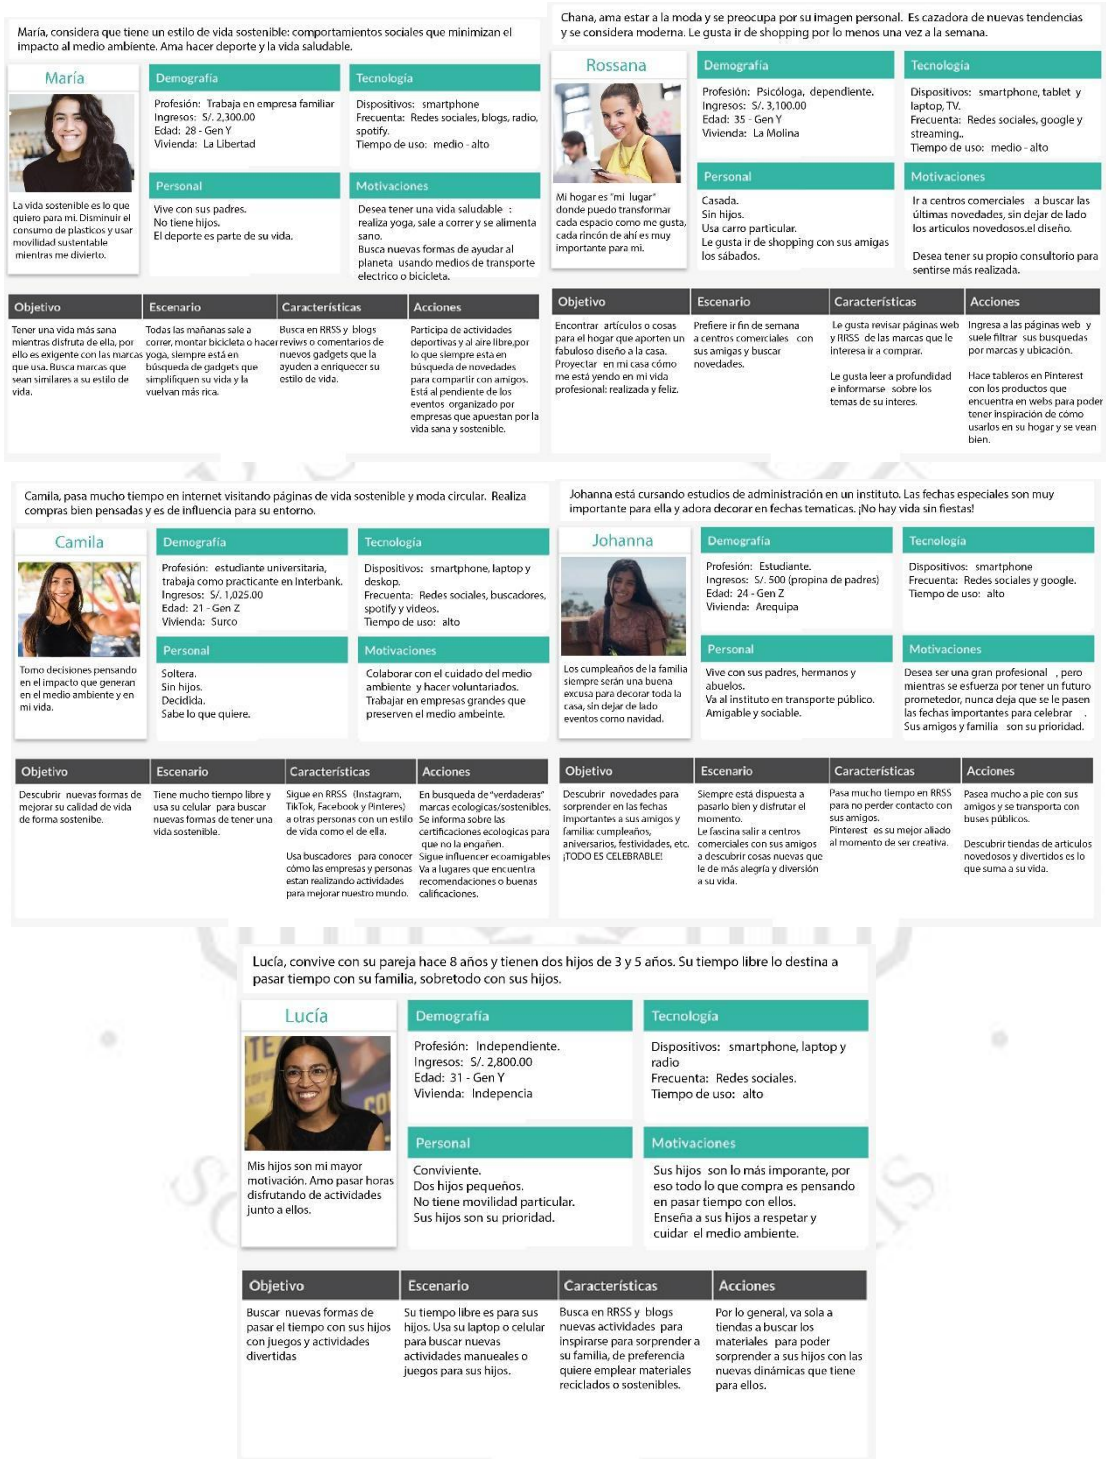 María, considera que tiene un estilo de vida sostenible: comportamientos sociales que minimizan el
impacto al medio ambiente. Ama hacer deporte y la vida saludable.
María
La vida sostenible es lo que
quiero para mi. Disminuir el
consumo de plasticos y usar
movilidad sustentable
mientras me divierto.
Demografía
Profesión: Trabaja en empresa familiar
Ingresos: S/. 2,300.00
Edad: 28 - Gen Y
Vivienda: La Libertad
Tecnología
Dispositivos: smartphone
Frecuenta: Redes sociales, blogs, radio,
spotify.
Tiempo de uso: medio - alto
Personal
Vive con sus padres.
No tiene hijos.
El deporte es parte de su vida.
Motivaciones
Desea tener una vida saludable :
realiza yoga, sale a correr y se alimenta
sano.
Busca nuevas formas de ayudar al
planeta usando medios de transporte
electrico o bicicleta.
Objetivo
Tener una vida más sana
mientras disfruta de ella, por
ello es exigente con las marcas
que usa. Busca marcas que
sean similares a su estilo de
vida.
Escenario
Todas las mañanas sale a
correr, montar bicicleta o hacer
yoga, siempre está en
búsqueda de gadgets que
simplifiquen su vida y la
vuelvan más rica.
Características
Busca en RRSS y blogs
reviws o comentarios de
nuevos gadgets que la
ayuden a enriquecer su
estilo de vida.
Acciones
Participa de actividades
deportivas y al aire libre,por
lo que siempre esta en
búsqueda de novedades
para compartir con amigos.
Está al pendiente de los
eventos organizado por
empresas que apuestan por la
vida sana y sostenible.
Chana, ama estar a la moda y se preocupa por su imagen personal. Es cazadora de nuevas tendencias
y se considera moderna. Le gusta ir de shopping por lo menos una vez a la semana.
Rossana
Mi hogar es "mi lugar"
donde puedo transformar
cada espacio como me gusta,
cada rincón de ahí es muy
importante para mi.
Demografía
Profesión: Psicóloga, dependiente.
Ingresos: S/. 3,100.00
Edad: 35 - Gen Y
Vivienda: La Molina
Tecnología
Dispositivos: smartphone, tablet y
laptop, TV.
Frecuenta: Redes sociales, google y
streaming..
Tiempo de uso: medio - alto
Personal
Casada.
Sin hijos.
Usa carro particular.
Le gusta ir de shopping con sus amigas
los sábados.
Motivaciones
Ir a centros comerciales a buscar las
últimas novedades, sin dejar de lado
los articulos novedosos.el diseño.
Desea tener su propio consultorio para
sentirse más realizada.
Objetivo
Encontrar artículos o cosas
para el hogar que aporten un
fabuloso diseño a la casa.
Proyectar en mi casa cómo
me está yendo en mi vida
profesional: realizada y feliz.
Escenario
Prefiere ir fin de semana
a centros comerciales con
sus amigas y buscar
novedades.
Características
Le gusta revisar páginas web
y RIRSS de las marcas que le
interesa ir a comprar.
Le gusta leer a profundidad
e informarse sobre los
temas de su interes.
Acciones
Ingresa a las páginas web y
suele filtrar sus busquedas
por marcas y ubicación.
Hace tableros en Pinterest
con los productos que
encuentra en webs para poder
tener inspiración de cómo
usarlos en su hogar y se vean
bien.
Camila, pasa mucho tiempo en internet visitando páginas de vida sostenible y moda circular. Realiza
compras bien pensadas y es de influencia para su entorno.
Camila
Tomo decisiones pensando
en el impacto que generan
en el medio ambiente y en
mi vida.
Demografía
Profesión: estudiante universitaria,
trabaja como practicante en Interbank.
Ingresos: S/. 1,025.00
Edad: 21 - Gen Z
Vivienda: Surco
Tecnología
Dispositivos: smartphone, laptop y
deskop.
Frecuenta: Redes sociales, buscadores,
spotify y videos.
Tiempo de uso: alto
Personal
Soltera.
Sin hijos.
Decidida.
Sabe lo que quiere.
Motivaciones
Colaborar con el cuidado del medio
ambiente y hacer voluntariados.
Trabajar en empresas grandes que
preserven el medio ambeinte.
Objetivo
Descubrir nuevas formas de
mejorar su calidad de vida
de forma sostenibe.
Escenario
Tiene mucho tiempo libre y
usa su celular para buscar
nuevas formas de tener una
vida sostenible.
Características
Sigue en RRSS (Instagram,
TikTok, Facebook y Pinteres)
a otras personas con un estilo
de vida como el de ella.
Usa buscadores para conocer
cómo las empresas y personas
estan realizando actividades
para mejorar nuestro mundo.
Acciones
En busqueda de "verdaderas"
marcas ecologicas/sostenibles.
Se informa sobre las
certificaciones ecologicas para
que no la engañen.
Sigue influencer ecoamigables
Va a lugares que encuentra
recomendaciones o buenas
calificaciones.
Johanna está cursando estudios de administración en un instituto. Las fechas especiales son muy
importante para ella y adora decorar en fechas tematicas. ¡No hay vida sin fiestas!
Johanna
Los cumpleaños de la familia
siempre serán una buena
excusa para decorar toda la
casa, sin dejar de lado
eventos como navidad.
Demografía
Profesión: Estudiante.
Ingresos: S/. 500 (propina de padres)
Edad: 24 - Gen Z
Vivienda: Arequipa
Tecnología
Dispositivos: smartphone
Frecuenta: Redes sociales y google.
Tiempo de uso: alto
Personal
Vive con sus padres, hermanos y
abuelos.
Va al instituto en transporte público.
Amigable y sociable.
Motivaciones
Desea ser una gran profesional , pero
mientras se esfuerza por tener un futuro
prometedor, nunca deja que se le pasen
las fechas importantes para celebrar .
Sus amigos y familia son su prioridad.
Objetivo
Descubrir novedades para
sorprender en las fechas
importantes a sus amigos y
familia: cumpleaños,
aniversarios, festividades, etc.
¡TODO ES CELEBRABLE!
Escenario
Siempre está dispuesta a
pasarlo bien y disfrutar el
momento.
Le fascina salir a centros
comerciales con sus amigos
a descubrir cosas nuevas que
le de más alegría y diversión
a su vida.
Características
Pasa mucho tiempo en RRSS
para no perder contacto con
sus amigos.
Pinterest es su mejor aliado
al momento de ser creativa.
Acciones
Pasea mucho a pie con sus
amigos y se transporta con
buses públicos.
Descubrir tiendas de articulos
novedosos y divertidos es lo
que suma a su vida.
Lucía, convive con su pareja hace 8 años y tienen dos hijos de 3 y 5 años. Su tiempo libre lo destina a
pasar tiempo con su familia, sobretodo con sus hijos.
Lucía
Mis hijos son mi mayor
motivación. Amo pasar horas
disfrutando de actividades
junto a ellos.
Demografía
Profesión: Independiente.
Ingresos: S/. 2,800.00
Edad: 31 - Gen Y
Vivienda: Indepencia
Tecnología
Dispositivos: smartphone, laptop y
radio
Frecuenta: Redes sociales.
Tiempo de uso: alto
Personal
Conviviente.
Dos hijos pequeños.
No tiene movilidad particular.
Sus hijos son su prioridad.
Motivaciones
Sus hijos son lo más imporante, por
eso todo lo que compra es pensando
en pasar tiempo con ellos.
Enseña a sus hijos a respetar y
cuidar el medio ambiente.
Objetivo
Buscar nuevas formas de
pasar el tiempo con sus hijos
con juegos y actividades
divertidas
Escenario
Su tiempo libre es para sus
hijos. Usa su laptop o celular
para buscar nuevas
actividades manueales o
juegos para sus hijos.
Características
Busca en RRSS y blogs
nuevas actividades para
inspirarse para sorprender a
su familia, de preferencia
quiere emplear materiales
reciclados o sostenibles.
Acciones
Por lo general, va sola a
tiendas a buscar los
materiales para poder
sorprender a sus hijos con las
nuevas dinámicas que tiene
para ellos.